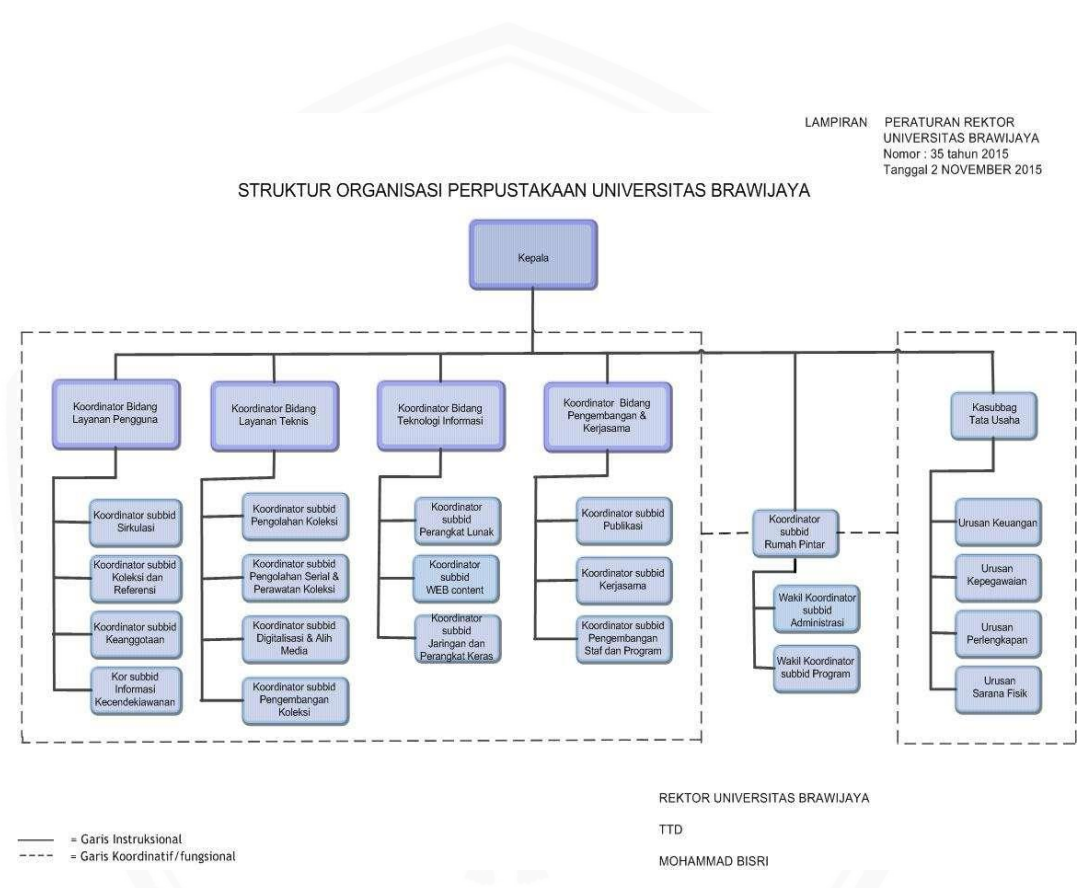 LAMPIRAN PERATURAN REKTOR
UNIVERSITAS BRAWIJAYA
Nomor : 35 tahun 2015
Tanggal 2 NOVEMBER 2015
STRUKTUR ORGANISASI PERPUSTAKAAN UNIVERSITAS BRAWIJAYA
Kepala
Koordinator Bidang
Layanan Pengguna
Koordinator subbid
Sirkulasi
Koordinator subbid
Koleksi dan
Referensi
Koordinator subbid
Keanggotaan
Kor subbid
Informasi
Kecendekiawanan
Koordinator Bidang
Layanan Teknis
Koordinator subbid
Pengolahan Koleksi
Koordinator subbid
Pengolahan Serial &
Perawatan Koleksi
Koordinator subbid
Digitalisasi & Alih
Media
Koordinator subbid
Pengembangan
Koleksi
Koordinator Bidang
Teknologi Informasi
Koordinator
subbid
Perangkat Lunak
Koordinator
subbid
WEB content
Koordinator
subbid
Jaringan dan
Perangkat Keras
Koordinator Bidang
Pengembangan &
Kerjasama
Koordinator subbid
Publikasi
Koordinator subbid
Kerjasama
Koordinator subbid
Pengembangan
Staf dan Program
Koordinator
subbid
Rumah Pintar
Wakil Koordinator
subbid
Administrasi
Wakil Koordinator
subbid Program
Kasubbag
Tata Usaha
Urusan Keuangan
Urusan
Kepegawaian
Urusan
Perlengkapan
Urusan
Sarana Fisik
= Garis Instruksional
= Garis Koordinatif/fungsional
REKTOR UNIVERSITAS BRAWIJAYA
TTD
MOHAMMAD BISRI